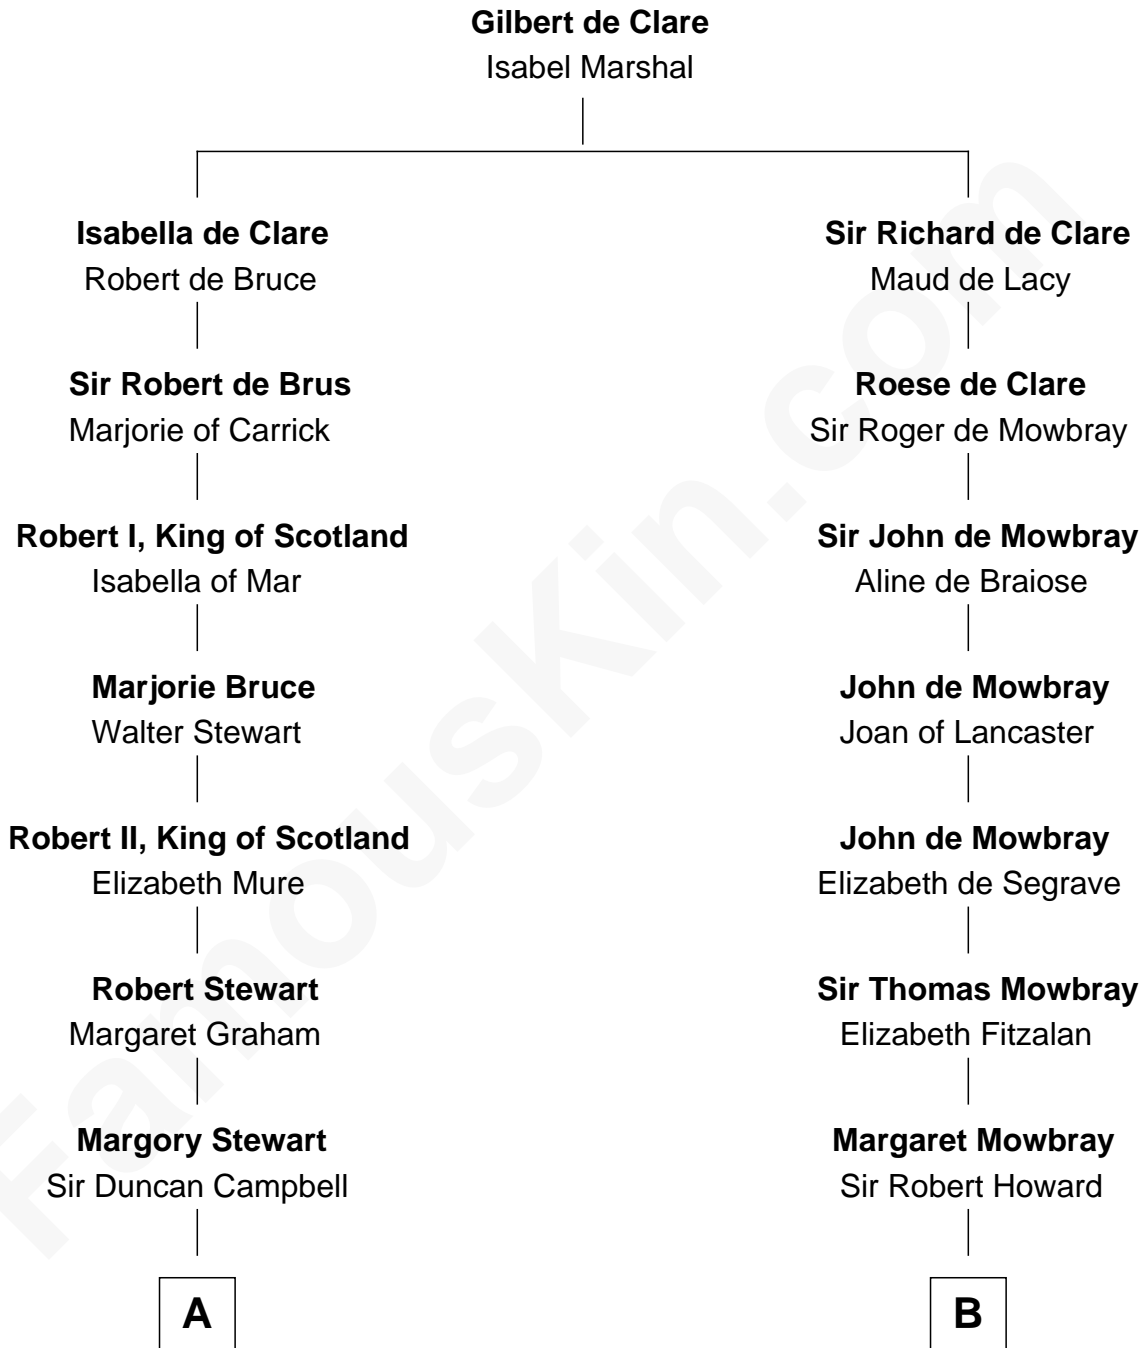 Gilbert de Clare
Isabel Marshal
Isabella de Clare
Robert de Bruce
Sir Richard de Clare
Maud de Lacy
Sir Robert de Brus
Marjorie of Carrick
Roese de Clare
Sir Roger de Mowbray
Robert I, King of Scotland
Isabella of Mar
Sir John de Mowbray
Aline de Braiose
Marjorie Bruce
Walter Stewart
John de Mowbray
Joan of Lancaster
Robert II, King of Scotland
Elizabeth Mure
John de Mowbray
Elizabeth de Segrave
Robert Stewart
Margaret Graham
Sir Thomas Mowbray
Elizabeth Fitzalan
Margory Stewart
Sir Duncan Campbell
Margaret Mowbray
Sir Robert Howard
A
B
FamousKin.com